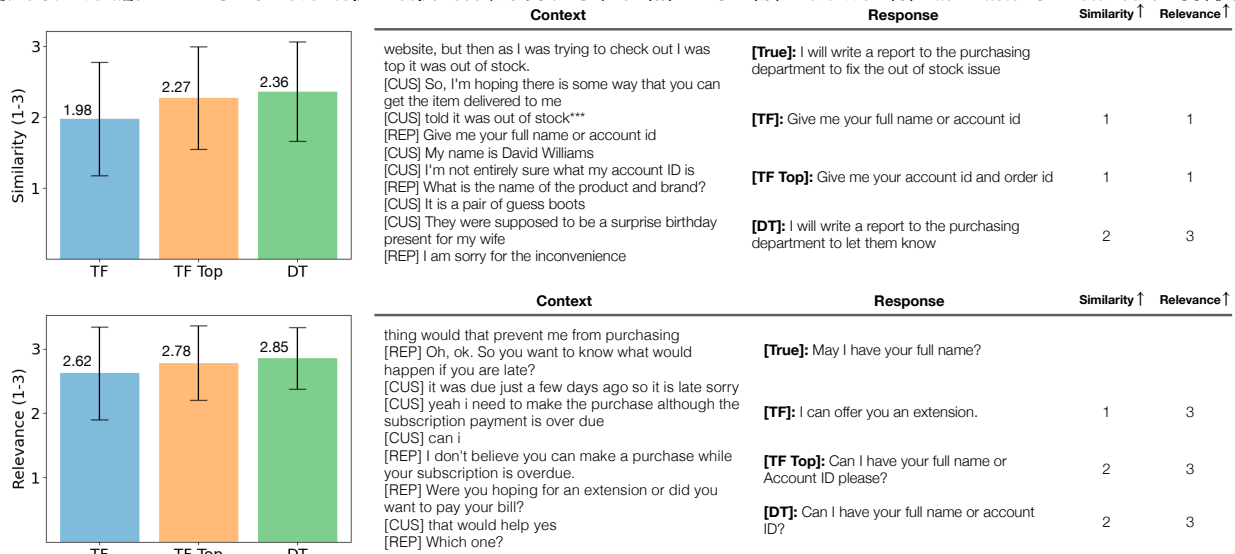 Context Response Similarity↑ Relevance↑
3
2
1
Similarity (1-3)
1.98
2.27
2.36
TF TF Top DT
website, but then as I was trying to check out I was
top it was out of stock.
[CUS] So, I'm hoping there is some way that you can
get the item delivered to me
[CUS] told it was out of stock***
[REP] Give me your full name or account id
[CUS] My name is David Williams
[CUS] I'm not entirely sure what my account ID is
[REP] What is the name of the product and brand?
[CUS] It is a pair of guess boots
[CUS] They were supposed to be a surprise birthday
present for my wife
[REP] I am sorry for the inconvenience
[True]: I will write a report to the purchasing
department to fix the out of stock issue
[TF]: Give me your full name or account id 1 1
[TF Top]: Give me your account id and order id 1 1
[DT]: I will write a report to the purchasing
department to let them know 2 3
Context Response Similarity↑ Relevance↑
3
2
1
Relevance (1-3)
2.62
2.78
2.85
TF TF Top DT
thing would that prevent me from purchasing
[REP] Oh, ok. So you want to know what would
happen if you are late?
[CUS] it was due just a few days ago so it is late sorry
[CUS] yeah i need to make the purchase although the
subscription payment is over due
[CUS] can i
[REP] I don't believe you can make a purchase while
your subscription is overdue.
[REP] Were you hoping for an extension or did you
want to pay your bill?
[CUS] that would help yes
[REP] Which one?
[True]: May I have your full name?
[TF]: I can offer you an extension. 1 3
[TF Top]: Can I have your full name or
Account ID please? 2 3
[DT]: Can I have your full name or account
ID? 2 3